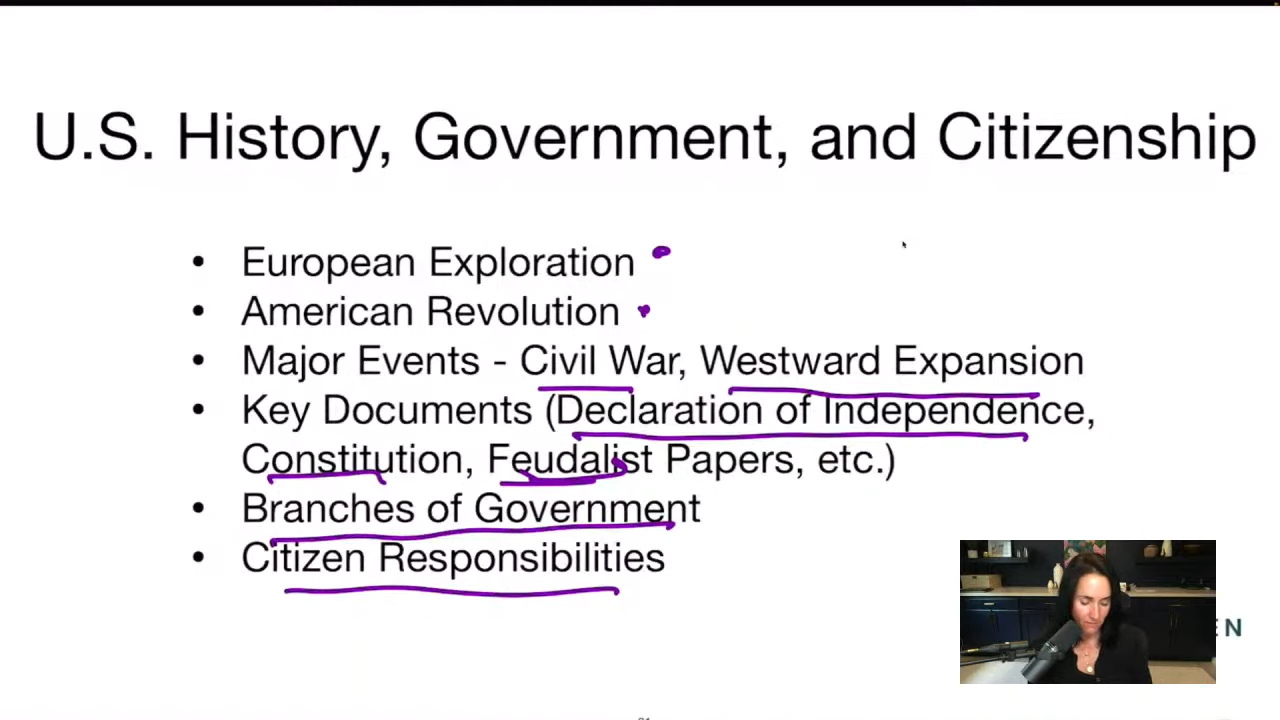 U.S. History, Government, and Citizenship
• European Exploration
• American Revolution
• Major Events - Civil War, Westward Expansion
• Key Documents (Declaration of Independence,
Constitution, Feudalist Papers, etc.)
• Branches of Government
• Citizen Responsibilities